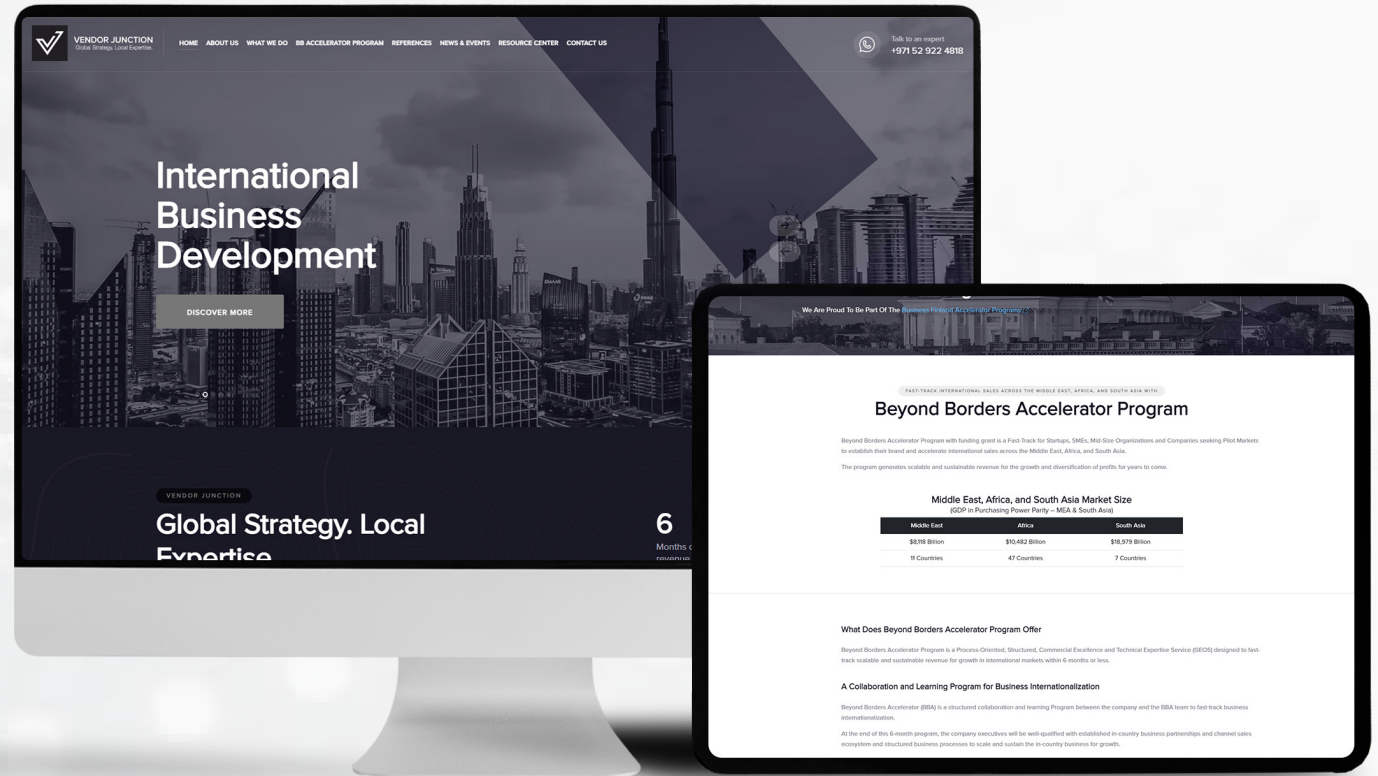 VENDOR JUNCTION
Global Strategy. Local Expertise.
HOME ABOUT US WHAT WE DO BB ACCELERATOR PROGRAM REFERENCES NEWS & EVENTS RESOURCE CENTER CONTACT US
Talk to an expert
+971 52 922 4818
International
Business
Development
DISCOVER MORE
VENDOR JUNCTION
Global Strategy. Local
Expertise
6
Months
revenue
We Are Proud To Be Part Of The Business Finland Accelerator Programs!
FAST-TRACK INTERNATIONAL SALES ACROSS THE MIDDLE EAST, AFRICA, AND SOUTH ASIA WITH
Beyond Borders Accelerator Program
Beyond Borders Accelerator Program with funding grant is a Fast-Track for Startups, SMEs, Mid-Size Organizations and Companies seeking Pilot Markets
to establish their brand and accelerate international sales across the Middle East, Africa, and South Asia.
The program generates scalable and sustainable revenue for the growth and diversification of profits for years to come.
Middle East, Africa, and South Asia Market Size
(GDP in Purchasing Power Parity – MEA & South Asia)
Middle East Africa South Asia
$8,118 Billion $10,482 Billion $18,979 Billion
11 Countries 47 Countries 7 Countries
What Does Beyond Borders Accelerator Program Offer
Beyond Borders Accelerator Program is a Process-Oriented, Structured, Commercial Excellence and Technical Expertise Service (GEOS) designed to fast-
track scalable and sustainable revenue for growth in international markets within 6 months or less.
A Collaboration and Learning Program for Business Internationalization
Beyond Borders Accelerator (BBA) is a structured collaboration and learning Program between the company and the BBA team to fast-track business
internationalization.
At the end of this 6-month program, the company executives will be well-qualified with established in-country business partnerships and channel sales
ecosystem and structured business processes to scale and sustain the in-country business for growth.